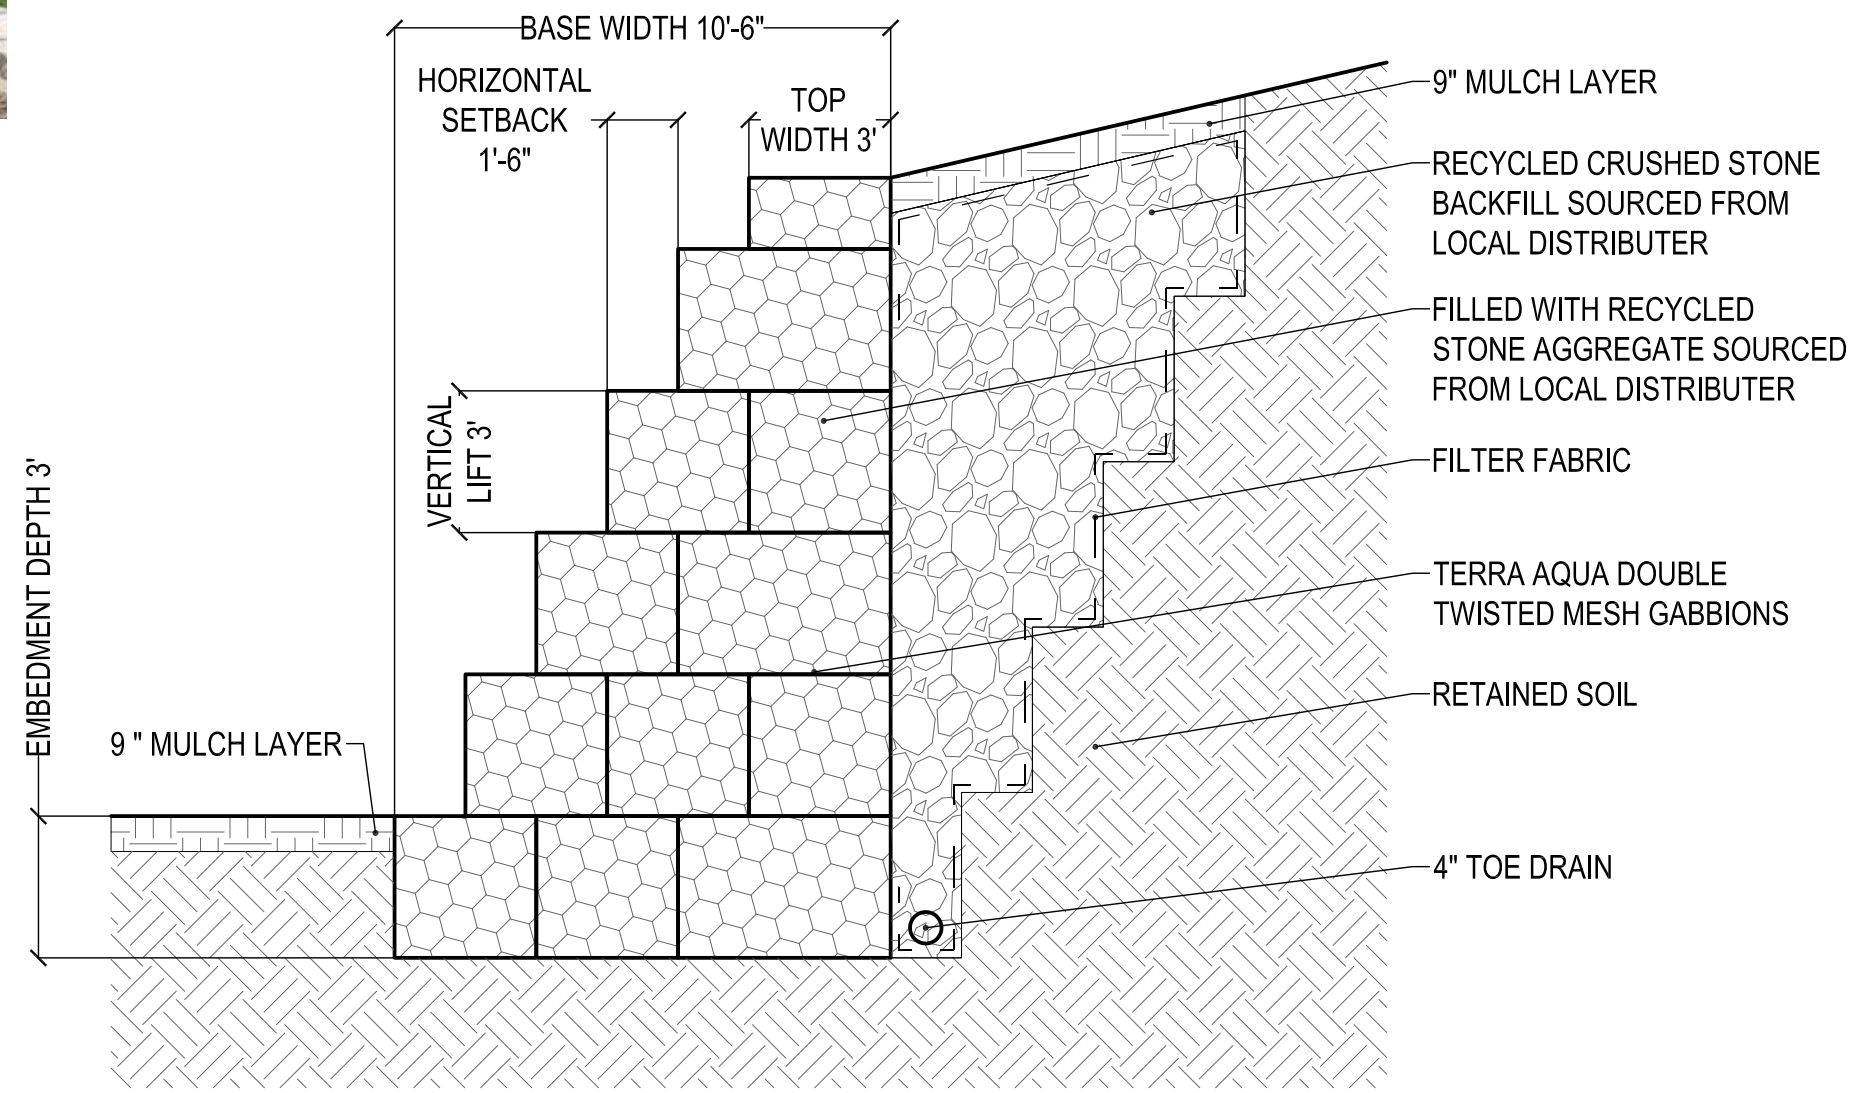 BASE WIDTH 10'-6"
HORIZONTAL
SETBACK
1'-6"
TOP
WIDTH 3'
VERTICAL
LIFT 3'
EMBEDMENT DEPTH 3'
9 " MULCH LAYER
9" MULCH LAYER
RECYCLED CRUSHED STONE
BACKFILL SOURCED FROM
LOCAL DISTRIBUTER
FILLED WITH RECYCLED
STONE AGGREGATE SOURCED
FROM LOCAL DISTRIBUTER
FILTER FABRIC
TERRA AQUA DOUBLE
TWISTED MESH GABBIONS
RETAINED SOIL
4" TOE DRAIN